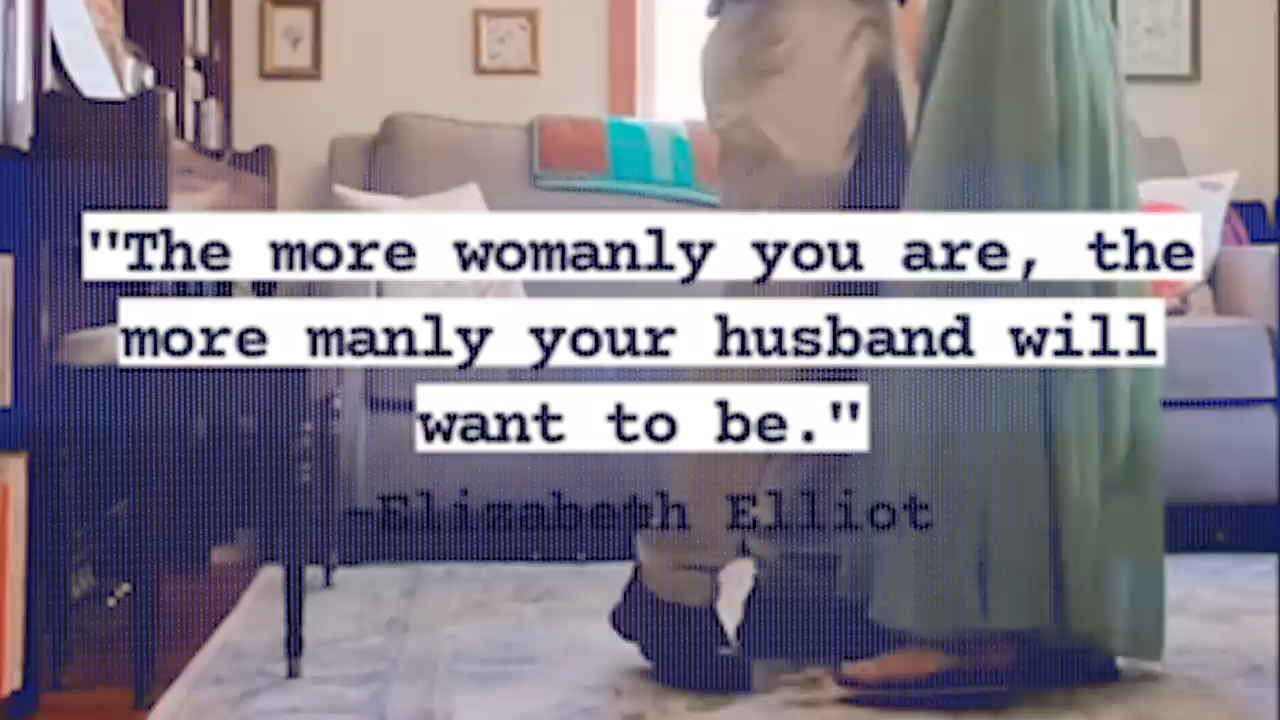 "The more womanly you are, the
more manly your husband will
want to be."
-Elizabeth Elliot